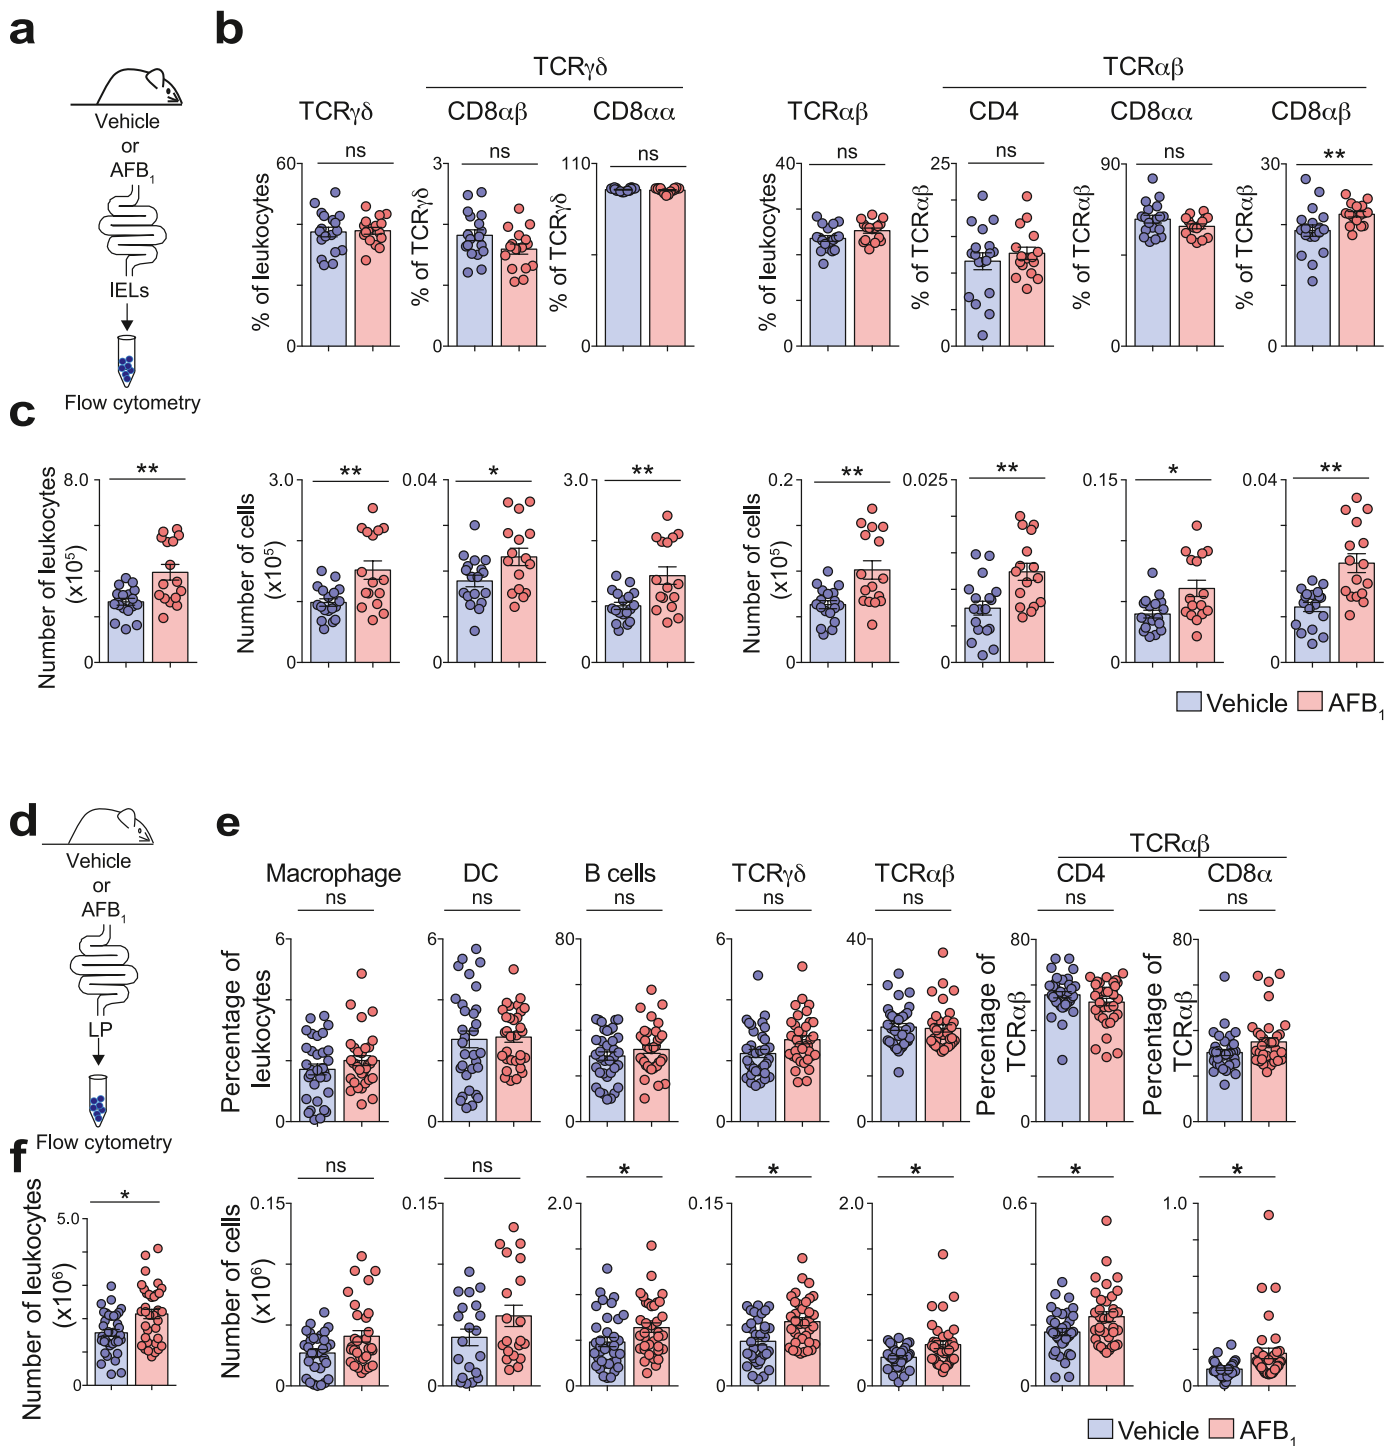 a
Vehicle
or
AFB₁
IELs
Flow cytometry
b
TCRγδ
TCRαβ
TCRγδ
CD8αβ
CD8αα
TCRαβ
CD4
CD8αα
CD8αβ
ns
ns
ns
ns
ns
ns
**
% of leukocytes
60
0
% of TCRγδ
3
0
% of TCRγδ
110
0
% of leukocytes
40
0
% of TCRαβ
25
0
% of TCRαβ
90
0
% of TCRαβ
30
0
c
**
**
*
**
**
**
*
**
Number of leukocytes
(x10⁵)
8.0
0
Number of cells
(x10⁵)
3.0
0
0.04
0
3.0
0
Number of cells
(x10⁵)
0.2
0
0.025
0
0.15
0
0.04
0
Vehicle
AFB₁
d
Vehicle
or
AFB₁
LP
Flow cytometry
e
TCRαβ
Macrophage
DC
B cells
TCRγδ
TCRαβ
CD4
CD8α
ns
ns
ns
ns
ns
ns
ns
Percentage of
leukocytes
6
0
6
0
80
0
6
0
40
0
Percentage of
TCRαβ
80
0
Percentage of
TCRαβ
80
0
f
*
Number of leukocytes
(x10⁶)
5.0
0
ns
ns
*
*
*
*
*
Number of cells
(x10⁶)
0.15
0
0.15
0
2.0
0
0.15
0
2.0
0
0.6
0
1.0
0
Vehicle
AFB₁